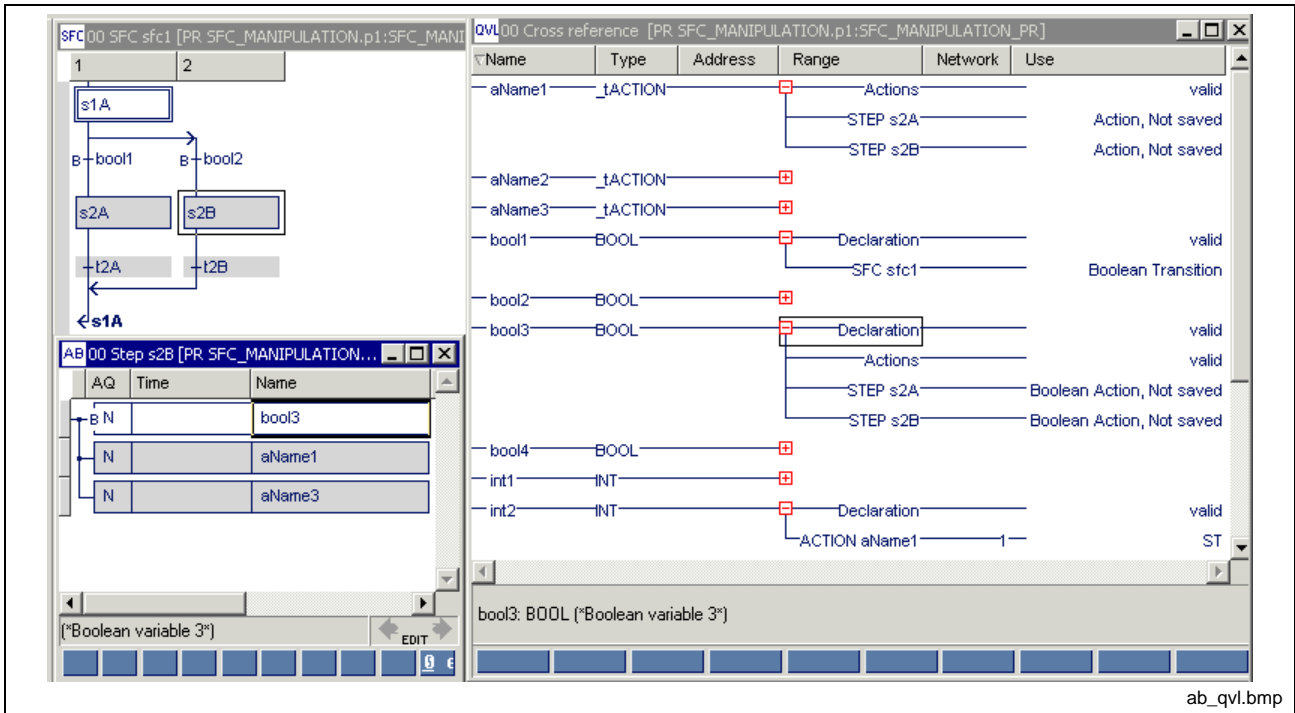 SFC 00 SFC sfc1 [PR SFC_MANIPULATION.p1:SFC_MANI
1 2
s1A
B bool1 B bool2
s2A s2B
t2A t2B
s1A
AB 00 Step s2B [PR SFC_MANIPULATION...
AQ Time Name
B N bool3
N aName1
N aName3
(*Boolean variable 3*) EDIT
0 e
QVL 00 Cross reference [PR SFC_MANIPULATION.p1:SFC_MANIPULATION_PR]
Name Type Address Range Network Use
aName1 _tACTION Actions valid
STEP s2A Action, Not saved
STEP s2B Action, Not saved
aName2 _tACTION
aName3 _tACTION
bool1 BOOL Declaration valid
SFC sfc1 Boolean Transition
bool2 BOOL
bool3 BOOL Declaration valid
Actions valid
STEP s2A Boolean Action, Not saved
STEP s2B Boolean Action, Not saved
bool4 BOOL
int1 INT
int2 INT Declaration valid
ACTION aName1 1 ST
bool3: BOOL (*Boolean variable 3*)
ab_qvl.bmp